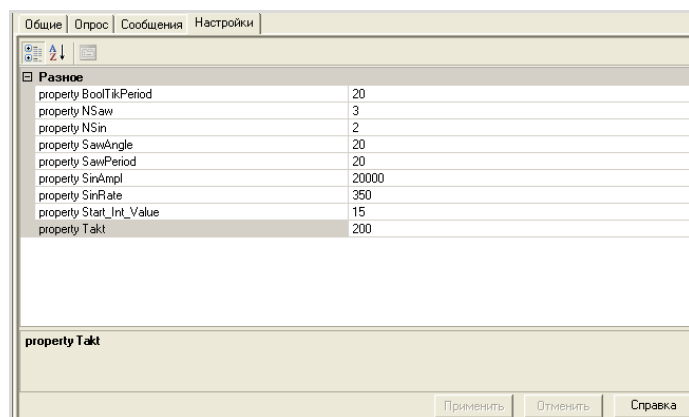 Общие Опрос Сообщения Настройки
Разное
property BoolTikPeriod 20
property NSaw 3
property NSin 2
property SawAngle 20
property SawPeriod 20
property SinAmpl 20000
property SinRate 350
property Start_Int_Value 15
property Takt 200
property Takt
Применить Отменить Справка